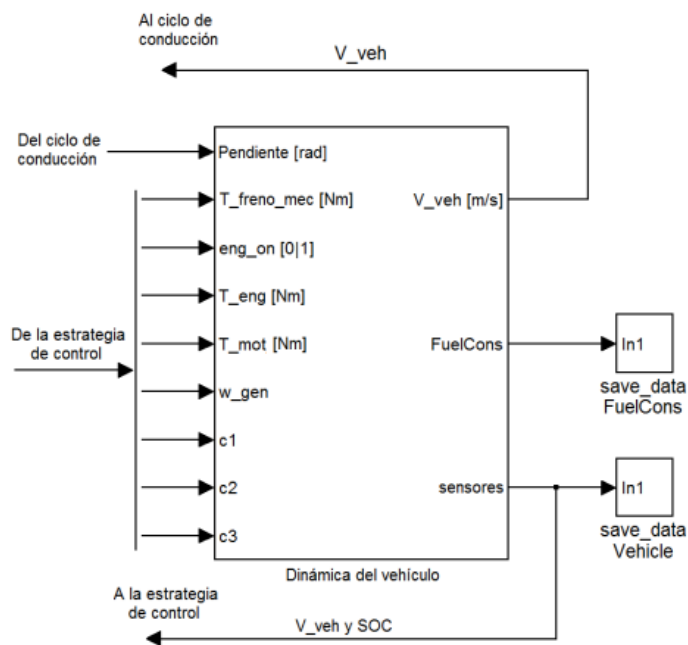 Al ciclo de
conducción
V_veh
Del ciclo de
conducción
Pendiente [rad]
T_freno_mec [Nm]
V_veh [m/s]
eng_on [0|1]
T_eng [Nm]
De la estrategia
de control
T_mot [Nm]
FuelCons
In1
save_data
FuelCons
w_gen
c1
c2
sensores
In1
save_data
Vehicle
c3
Dinámica del vehículo
A la estrategia
de control
V_veh y SOC